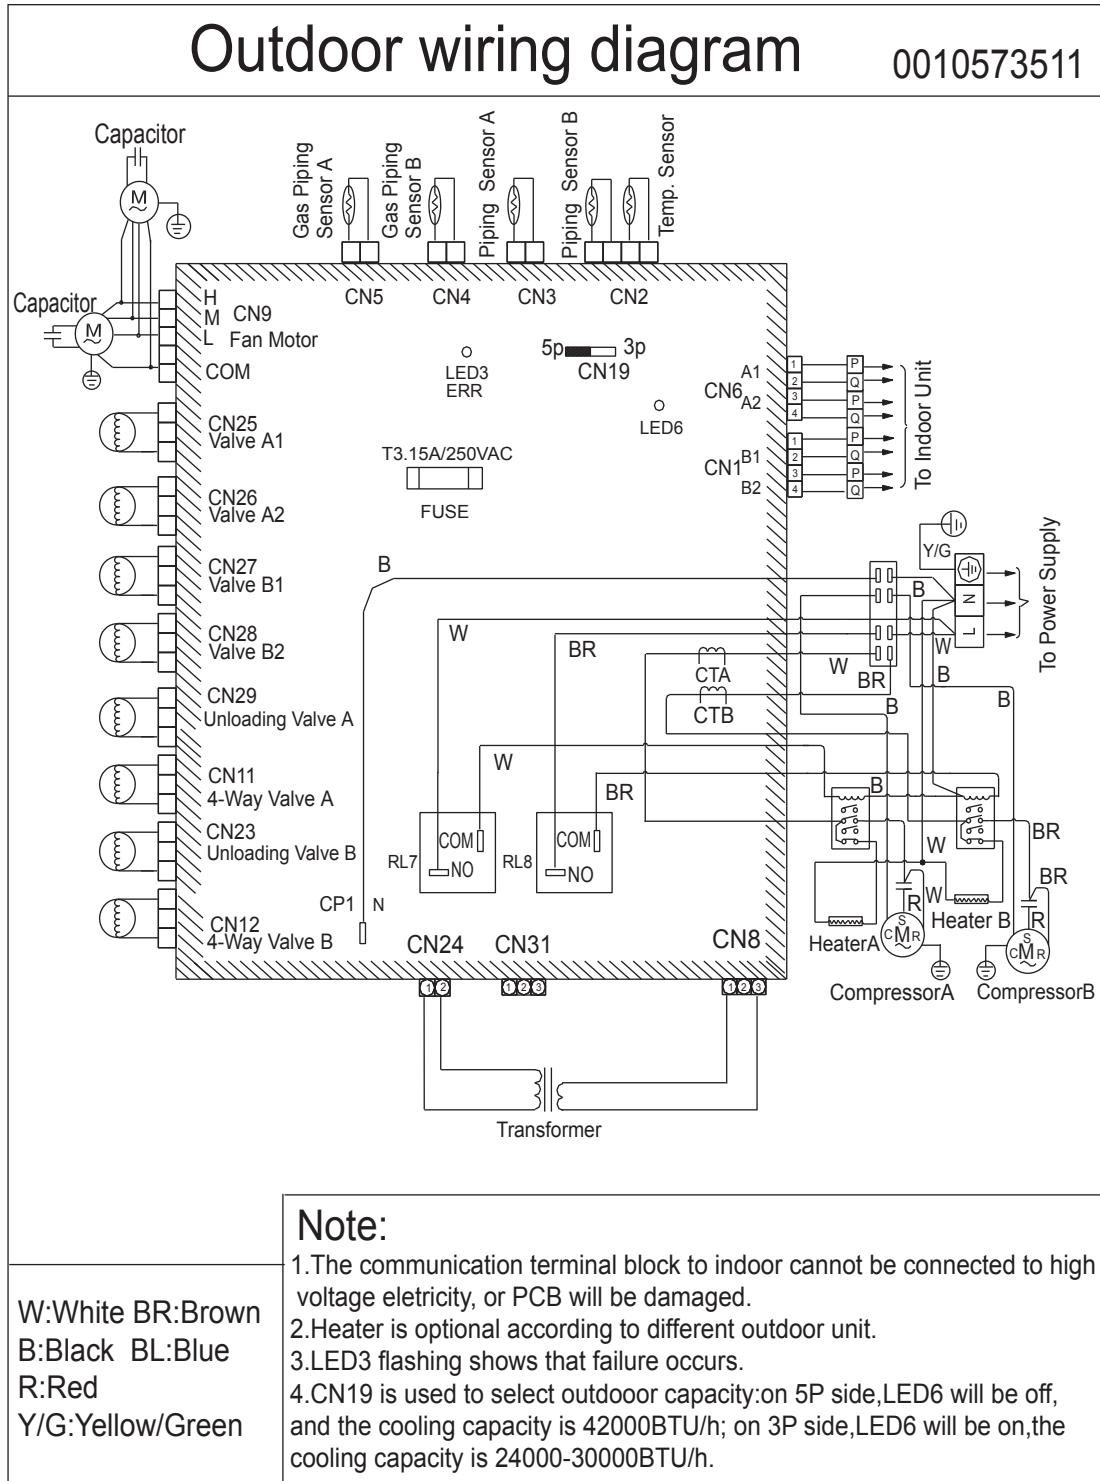 Outdoor wiring diagram
0010573511
Capacitor
M
Capacitor
M
Gas Piping
Sensor A
Gas Piping
Sensor B
Piping Sensor A
Piping Sensor B
Temp. Sensor
CN5
CN4
CN3
CN2
H
M
L
CN9
Fan Motor
COM
LED3
ERR
5p
3p
CN19
LED6
T3.15A/250VAC
FUSE
CN25
Valve A1
CN26
Valve A2
CN27
Valve B1
CN28
Valve B2
CN29
Unloading Valve A
CN11
4-Way Valve A
CN23
Unloading Valve B
CN12
4-Way Valve B
A1
CN6
A2
1
2
3
4
P
Q
P
Q
B1
CN1
B2
1
2
3
4
P
Q
P
Q
To Indoor Unit
Y/G
N
L
To Power Supply
B
B
W
BR
W
W
BR
B
B
B
CTA
CTB
W
BR
B
W
BR
BR
W
R
R
COM
NO
RL7
COM
NO
RL8
CP1
N
HeaterA
Heater B
C
S
M
R
C
S
M
R
CompressorA
CompressorB
CN24
CN31
CN8
1
2
1
2
3
1
2
3
Transformer
W:White BR:Brown
B:Black BL:Blue
R:Red
Y/G:Yellow/Green
Note:
1.The communication terminal block to indoor cannot be connected to high
voltage eletricity, or PCB will be damaged.
2.Heater is optional according to different outdoor unit.
3.LED3 flashing shows that failure occurs.
4.CN19 is used to select outdooor capacity:on 5P side,LED6 will be off,
and the cooling capacity is 42000BTU/h; on 3P side,LED6 will be on,the
cooling capacity is 24000-30000BTU/h.